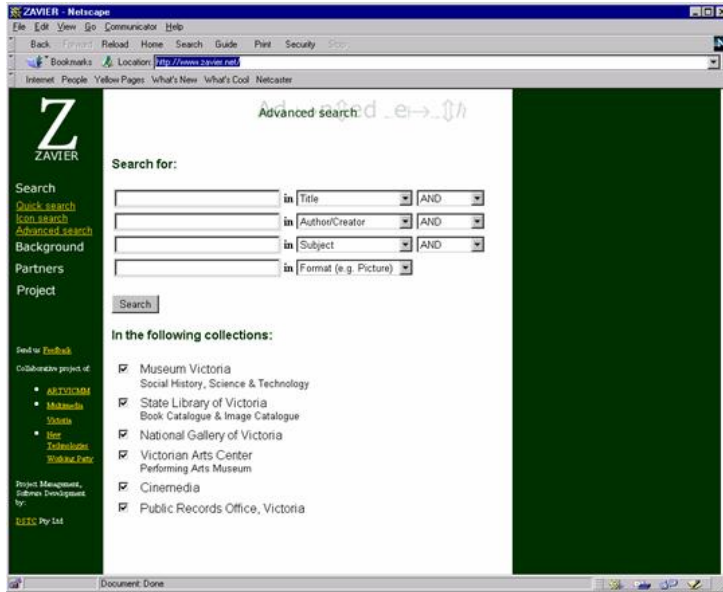 ZAVIER - Netscape
File Edit View Go Communicator Help
Back Forward Reload Home Search Guide Print Security Stop
Bookmarks Location: http://www.zavier.net/
Internet People Yellow Pages What's New What's Cool Netcaster
Z
ZAVIER
Search
Quick search
Icon search
Advanced search
Background
Partners
Project
Send us Feedback
Collaborative project of:
ARTVICMM
Multimedia
Victoria
New
Technologies
Working Party
Project Management,
Software Development
by:
DSTC Pty Ltd
Advanced search
Search for:
in Title AND
in Author/Creator AND
in Subject AND
in Format (e.g. Picture)
Search
In the following collections:
Museum Victoria
Social History, Science & Technology
State Library of Victoria
Book Catalogue & Image Catalogue
National Gallery of Victoria
Victorian Arts Center
Performing Arts Museum
Cinemedia
Public Records Office, Victoria
Document: Done